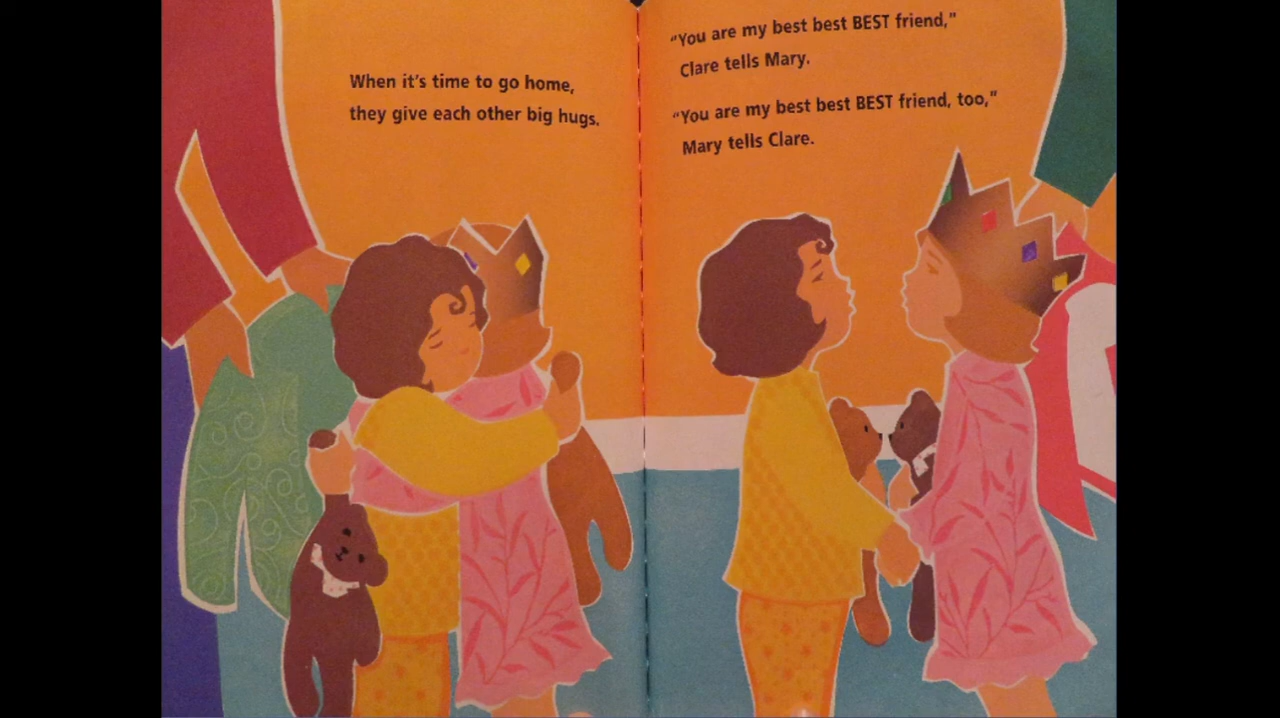 When it's time to go home,
they give each other big hugs.
"You are my best best BEST friend,"
Clare tells Mary.
"You are my best best BEST friend, too,"
Mary tells Clare.